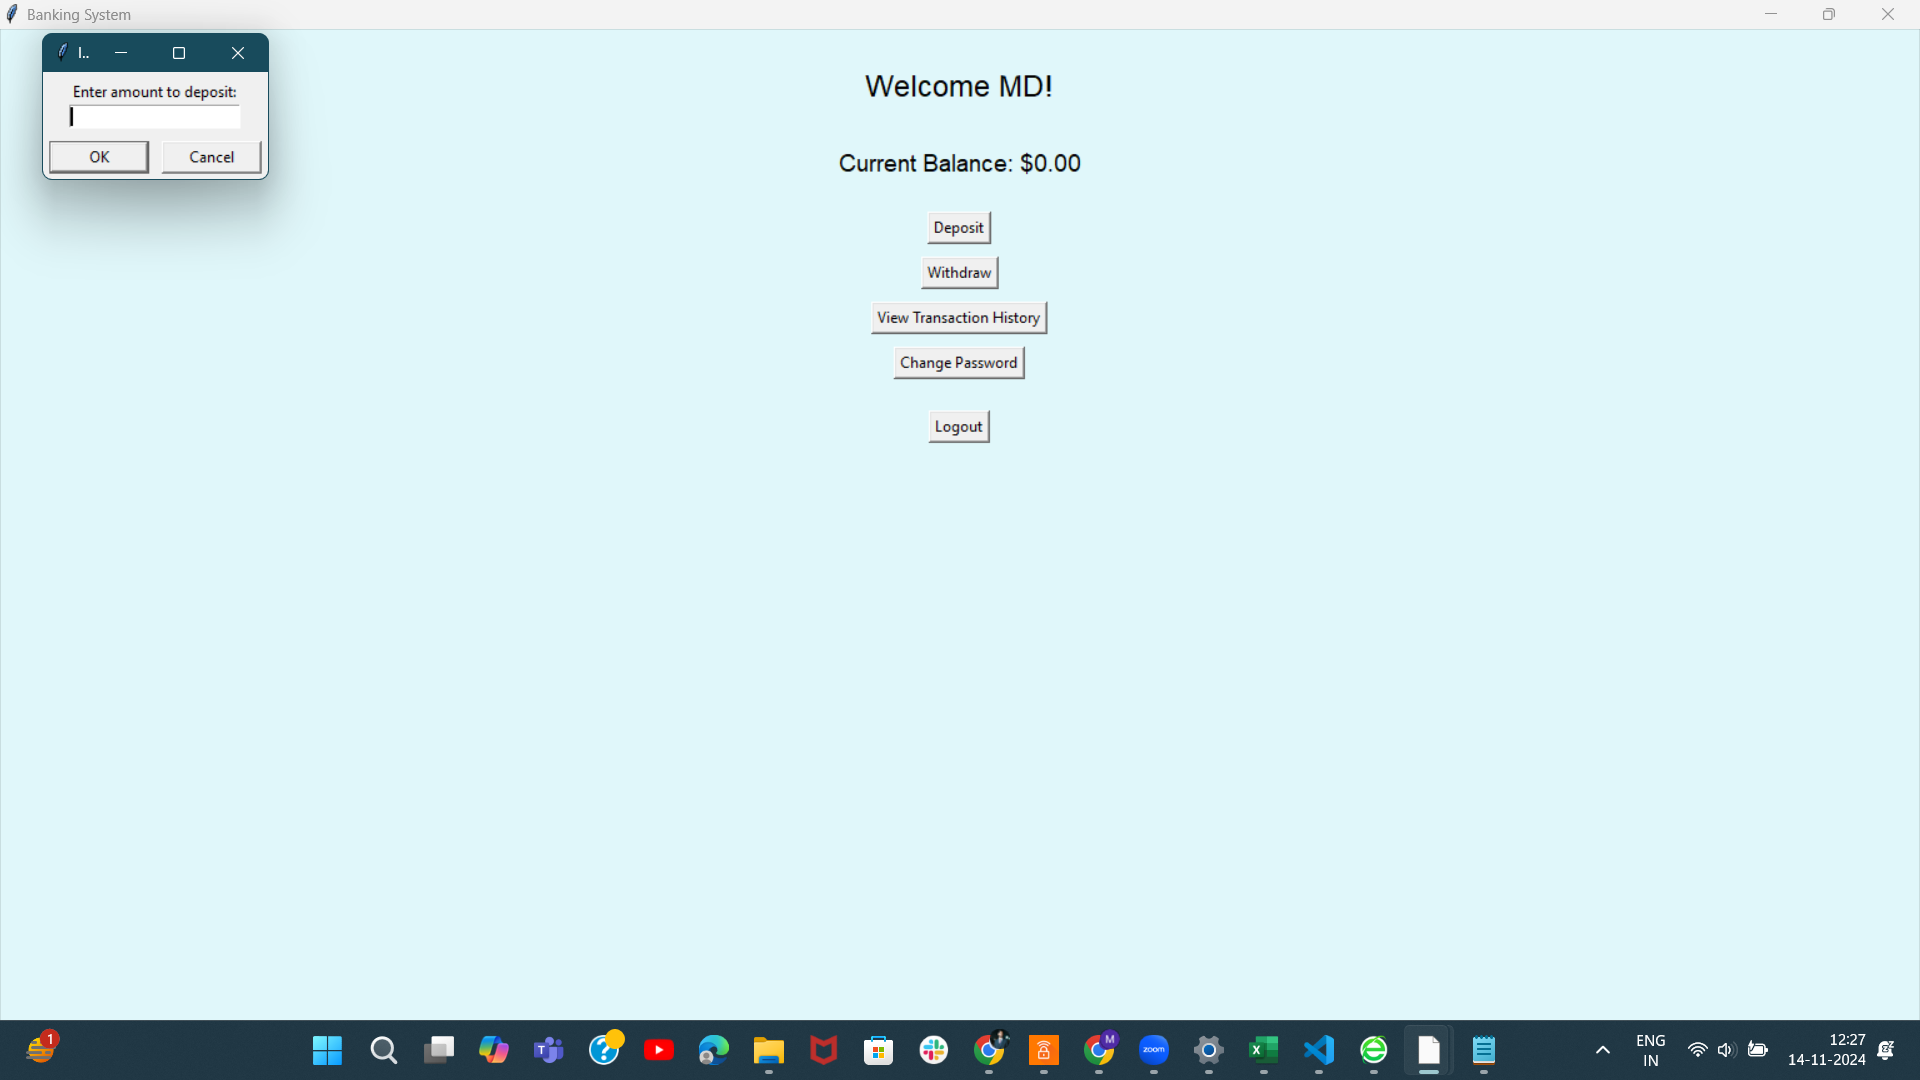 Banking System
I..
Enter amount to deposit:
OK
Cancel
Welcome MD!
Current Balance: $0.00
Deposit
Withdraw
View Transaction History
Change Password
Logout
1
T
?
M
zoom
X
ENG
IN
12:27
14-11-2024